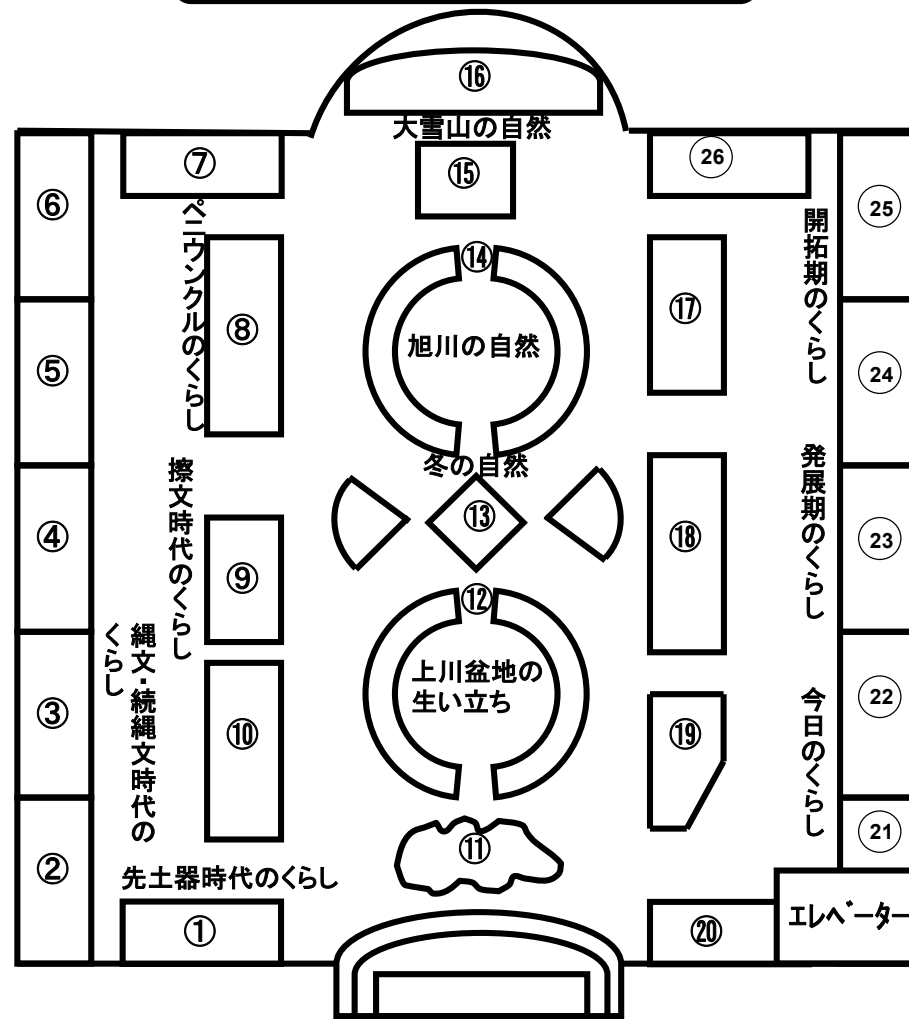 ⑯
大雪山の自然
⑦
⑮
26
⑥
25
ペニウンクルのくらし
開拓期のくらし
⑭
⑧
⑰
旭川の自然
⑤
24
冬の自然
擦文時代のくらし
発展期のくらし
④
⑬
⑱
23
⑨
⑫
縄文・続縄文時代の
くらし
上川盆地の
生い立ち
③
⑩
⑲
今日のくらし
22
⑪
21
②
先土器時代のくらし
①
⑳
エレベーター